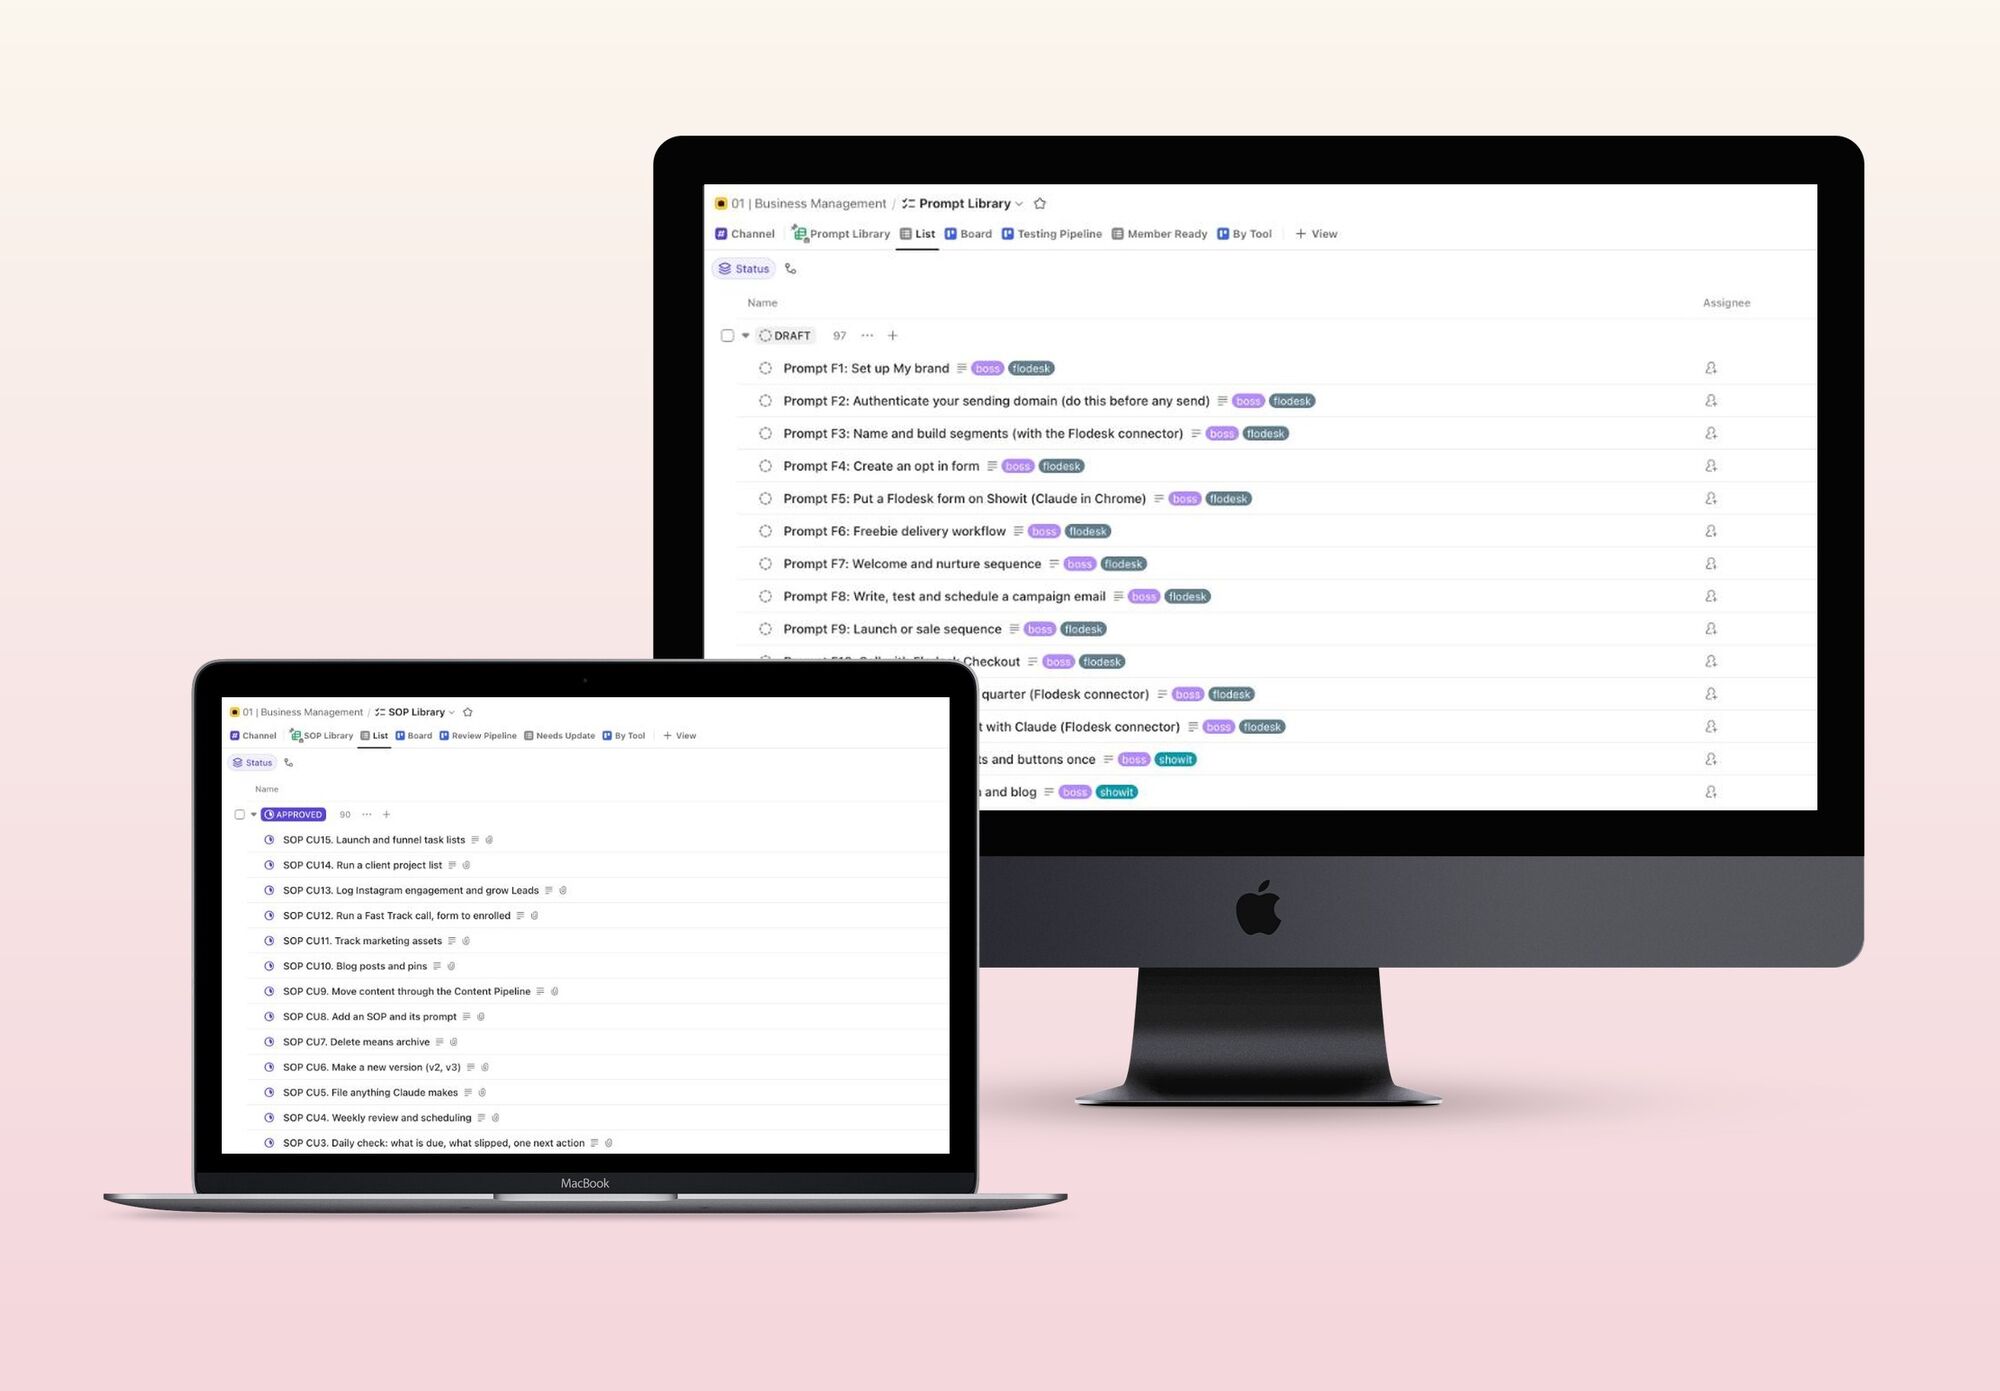 01 | Business Management / Prompt Library
Channel Prompt Library List Board Testing Pipeline Member Ready By Tool + View
Status
Name Assignee
DRAFT 97 ... +
Prompt F1: Set up My brand boss flodesk
Prompt F2: Authenticate your sending domain (do this before any send) boss flodesk
Prompt F3: Name and build segments (with the Flodesk connector) boss flodesk
Prompt F4: Create an opt in form boss flodesk
Prompt F5: Put a Flodesk form on Showit (Claude in Chrome) boss flodesk
Prompt F6: Freebie delivery workflow boss flodesk
Prompt F7: Welcome and nurture sequence boss flodesk
Prompt F8: Write, test and schedule a campaign email boss flodesk
Prompt F9: Launch or sale sequence boss flodesk
Checkout boss flodesk
quarter (Flodesk connector) boss flodesk
with Claude (Flodesk connector) boss flodesk
and buttons once boss showit
and blog boss showit
01 | Business Management / SOP Library
Channel SOP Library List Board Review Pipeline Needs Update By Tool + View
Status
Name
APPROVED 90 ... +
SOP CU15. Launch and funnel task lists
SOP CU14. Run a client project list
SOP CU13. Log Instagram engagement and grow Leads
SOP CU12. Run a Fast Track call, form to enrolled
SOP CU11. Track marketing assets
SOP CU10. Blog posts and pins
SOP CU9. Move content through the Content Pipeline
SOP CU8. Add an SOP and its prompt
SOP CU7. Delete means archive
SOP CU6. Make a new version (v2, v3)
SOP CU5. File anything Claude makes
SOP CU4. Weekly review and scheduling
SOP CU3. Daily check: what is due, what slipped, one next action
MacBook